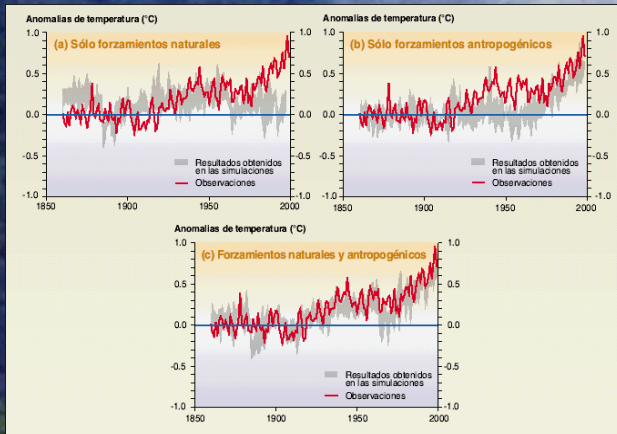 Anomalias de temperatura (°C)
1.0
1.0
(a) Sólo forzamientos naturales
0.5
0.5
0.0
0.0
-0.5
-0.5
Resultados obtenidos
en las simulaciones
Observaciones
-1.0
-1.0
1850
1900
1950
2000
Anomalias de temperatura (°C)
1.0
1.0
(b) Sólo forzamientos antropogénicos
0.5
0.5
0.0
0.0
-0.5
-0.5
Resultados obtenidos
en las simulaciones
Observaciones
-1.0
-1.0
1850
1900
1950
2000
Anomalias de temperatura (°C)
1.0
1.0
(c) Forzamientos naturales y antropogénicos
0.5
0.5
0.0
0.0
-0.5
-0.5
Resultados obtenidos
en las simulaciones
Observaciones
-1.0
-1.0
1850
1900
1950
2000